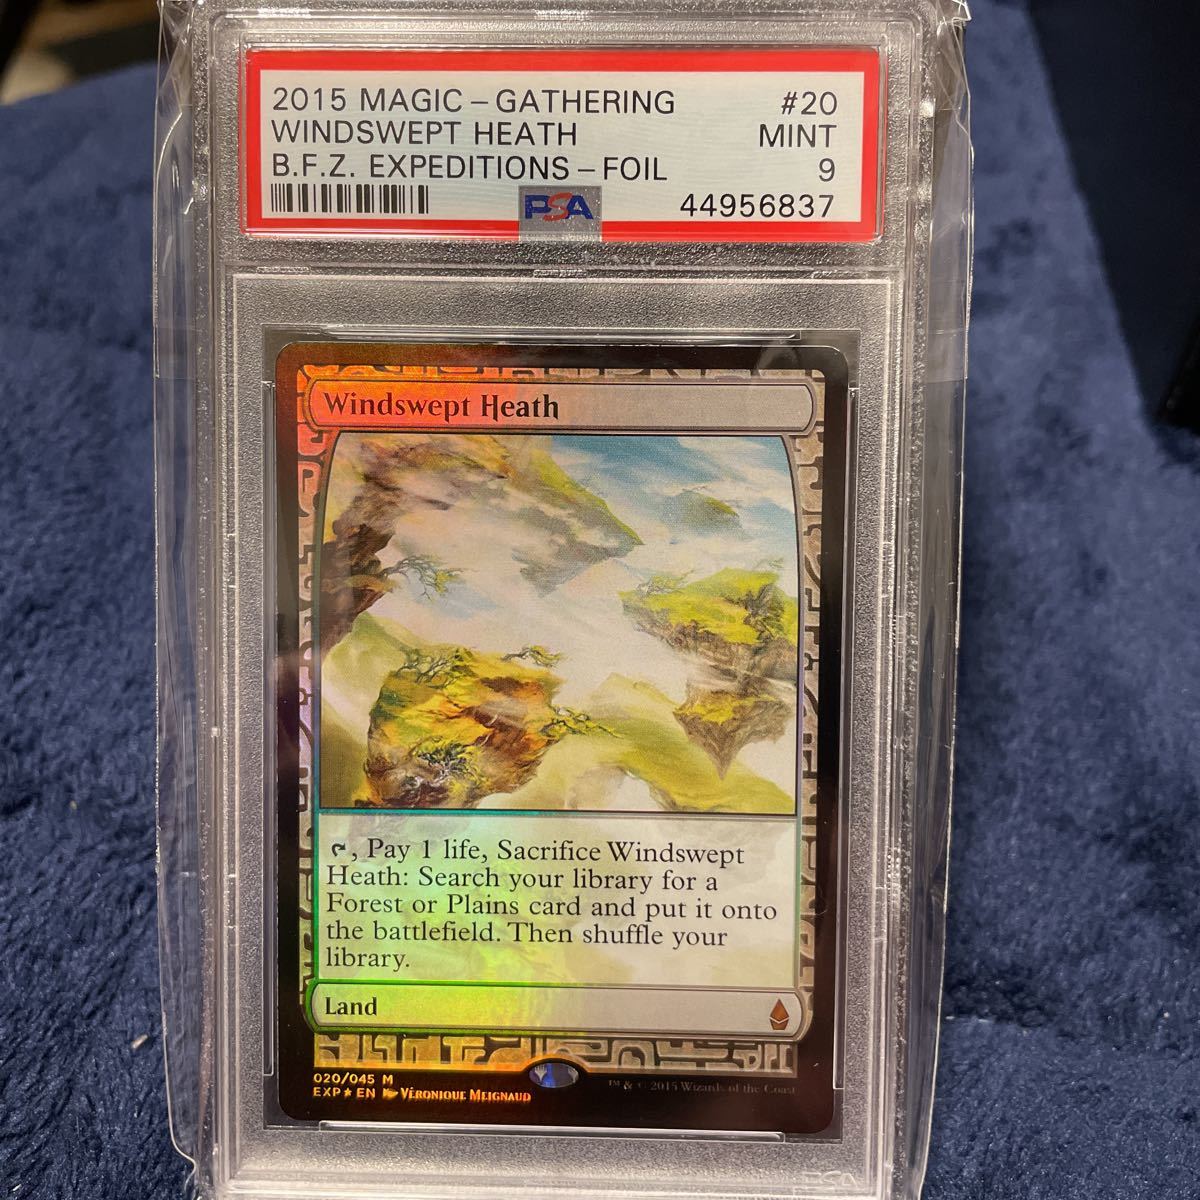 2015 MAGIC - GATHERING #20
WINDSWEPT HEATH MINT
B.F.Z. EXPEDITIONS - FOIL 9
PSA 44956837
Windswept Heath
, Pay 1 life, Sacrifice Windswept
Heath: Search your library for a
Forest or Plains card and put it onto
the battlefield. Then shuffle your
library.
Land
020/045 M
EXP ★ EN VÉRONIQUE MEIGNAUD
™ & © 2015 Wizards of the Coast
PSA